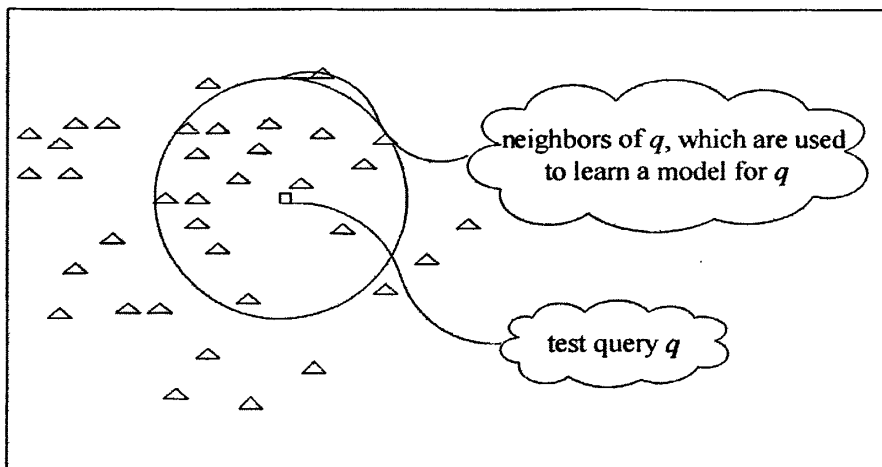 neighbors of q, which are used
to learn a model for q
test query q